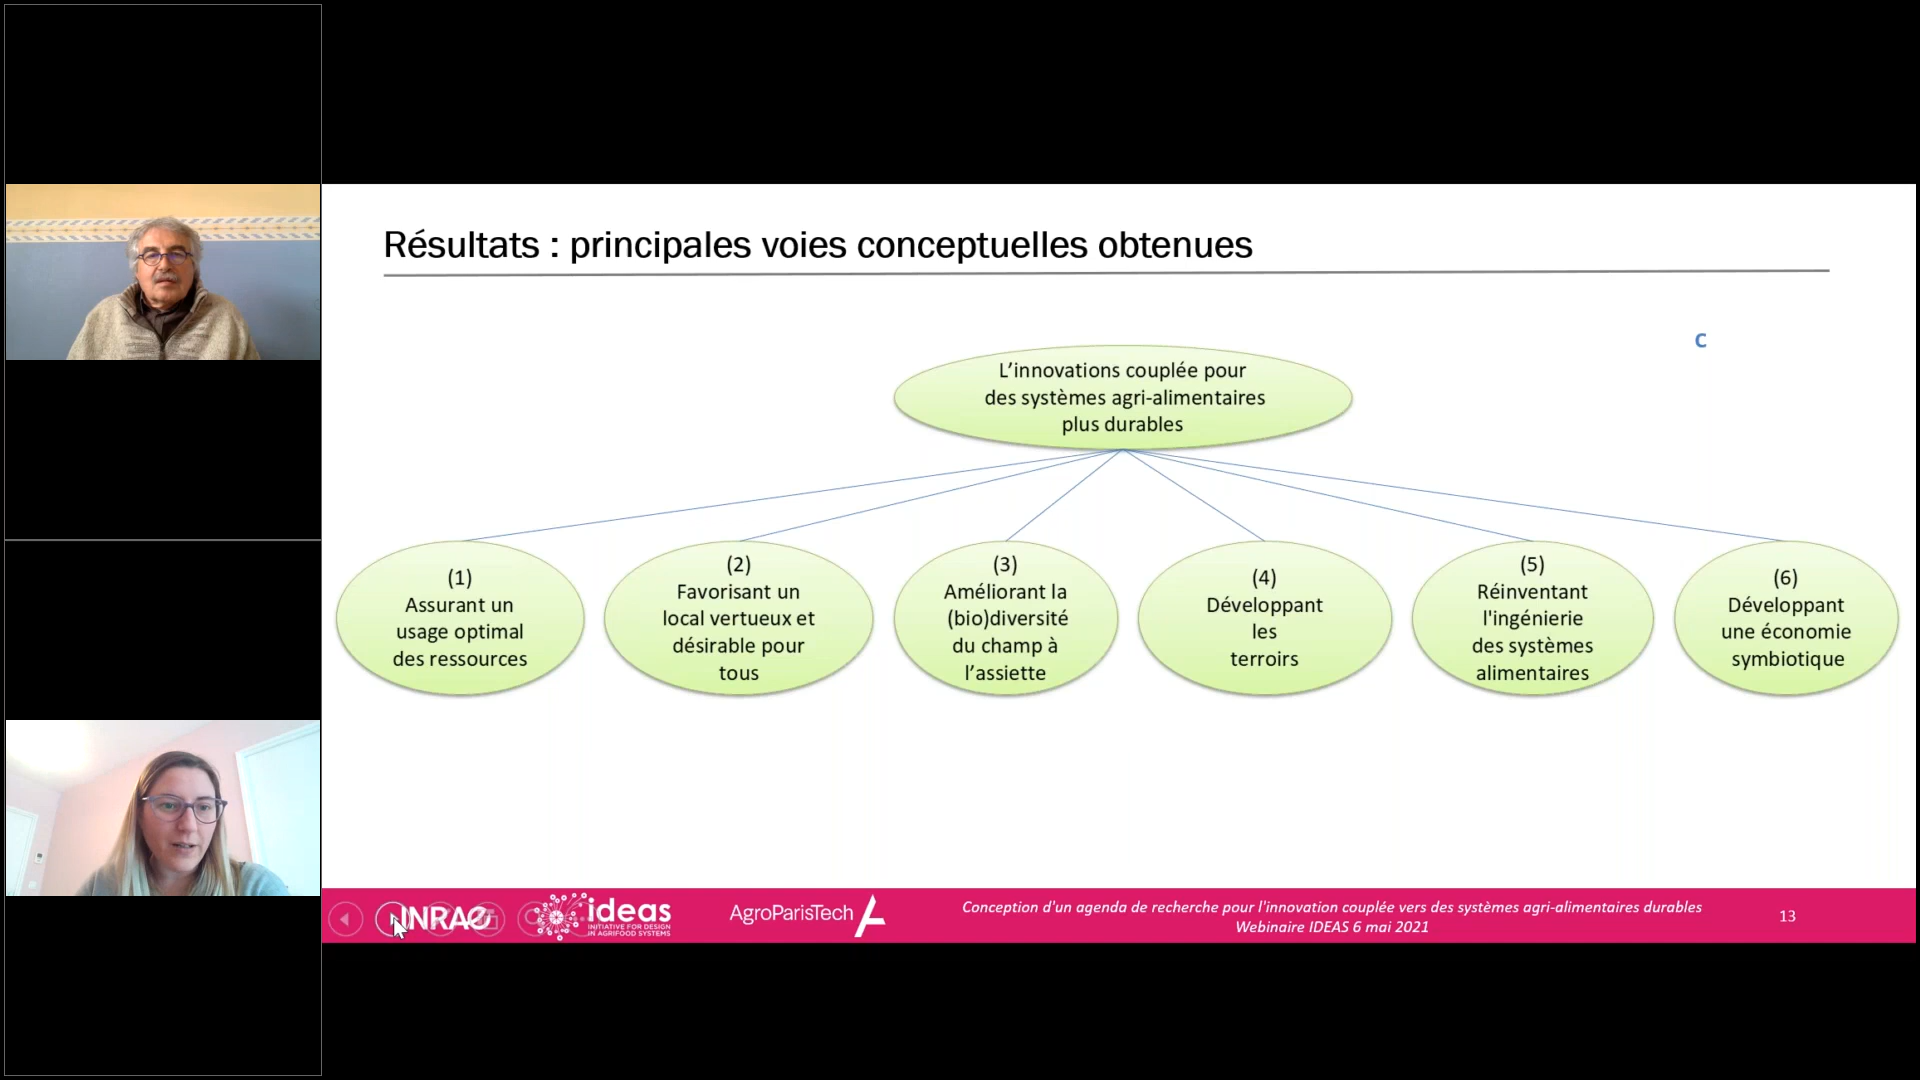 Résultats : principales voies conceptuelles obtenues
C
L’innovations couplée pour
des systèmes agri-alimentaires
plus durables
(1)
Assurant un
usage optimal
des ressources
(2)
Favorisant un
local vertueux et
désirable pour
tous
(3)
Améliorant la
(bio)diversité
du champ à
l’assiette
(4)
Développant
les
terroirs
(5)
Réinventant
l'ingénierie
des systèmes
alimentaires
(6)
Développant
une économie
symbiotique
INRAE
ideas
INITIATIVE FOR DESIGN
IN AGRIFOOD SYSTEMS
AgroParisTech
Conception d'un agenda de recherche pour l'innovation couplée vers des systèmes agri-alimentaires durables
Webinaire IDEAS 6 mai 2021
13